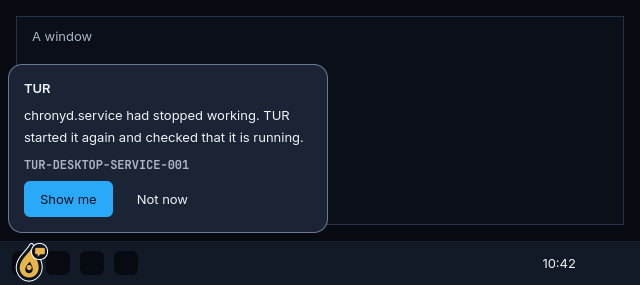 A window
TUR
chronyd.service had stopped working. TUR
started it again and checked that it is running.
TUR-DESKTOP-SERVICE-001
Show me
Not now
10:42